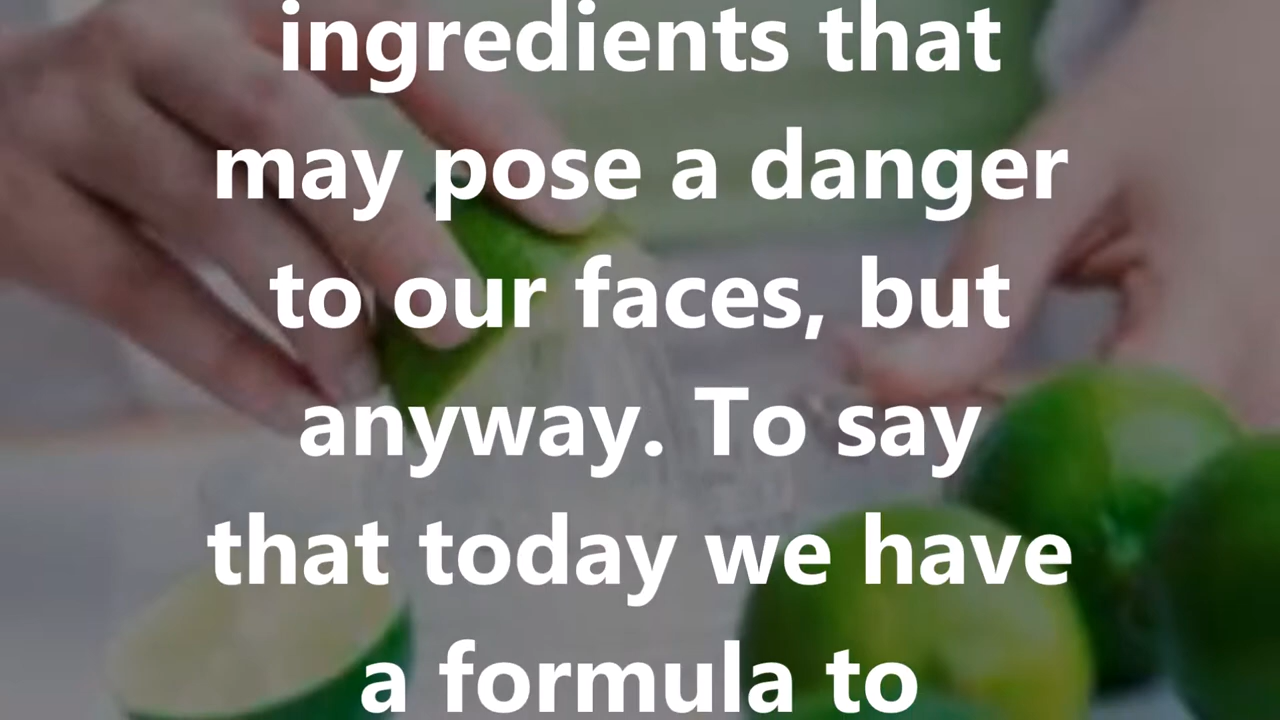 ingredients that
may pose a danger
to our faces, but
anyway. To say
that today we have
a formula to